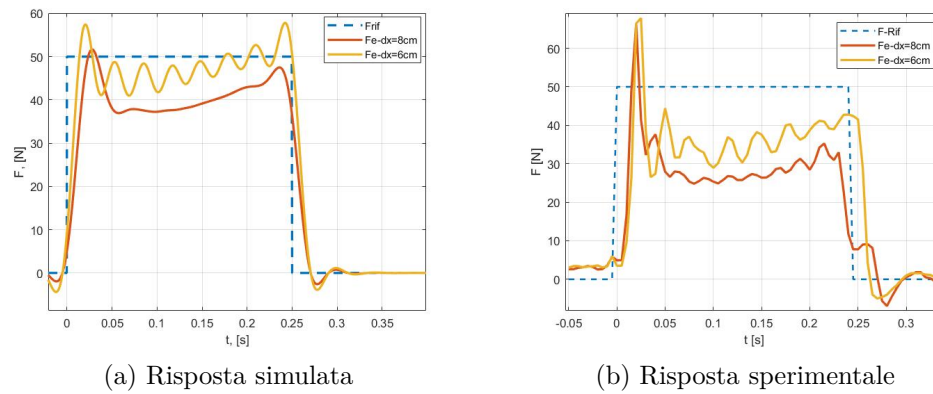 60
50
40
30
20
10
0
F, [N]
0
0.05
0.1
0.15
0.2
0.25
0.3
0.35
t, [s]
Frif
Fe-dx=8cm
Fe-dx=6cm
(a) Risposta simulata
60
50
40
30
20
10
0
F [N]
-0.05
0
0.05
0.1
0.15
0.2
0.25
0.3
t [s]
F-Rif
Fe-dx=8cm
Fe-dx=6cm
(b) Risposta sperimentale